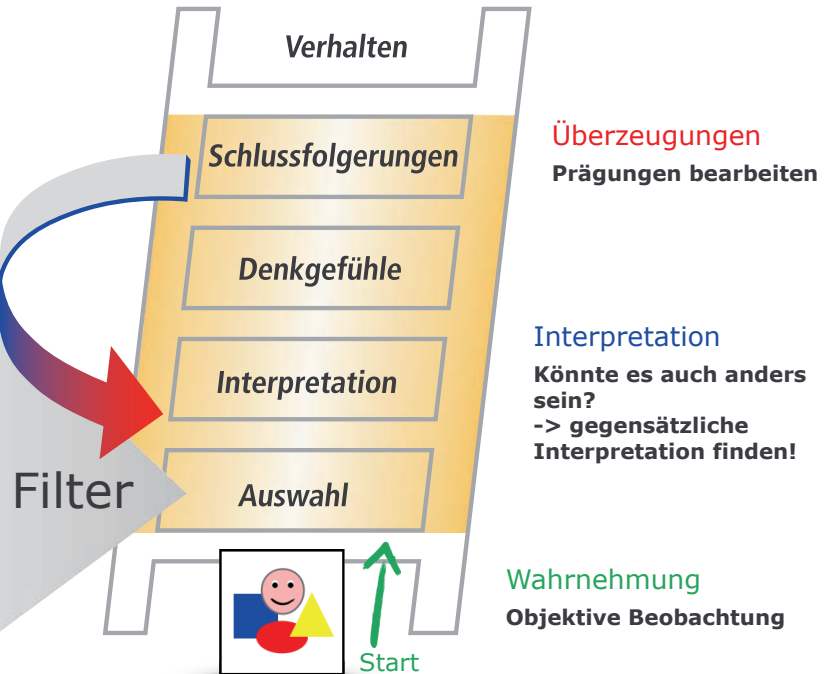 Verhalten
Schlussfolgerungen
Überzeugungen
Prägungen bearbeiten
Denkgefühle
Interpretation
Interpretation
Könnte es auch anders
sein?
-> gegensätzliche
Interpretation finden!
Filter
Auswahl
Wahrnehmung
Objektive Beobachtung
Start